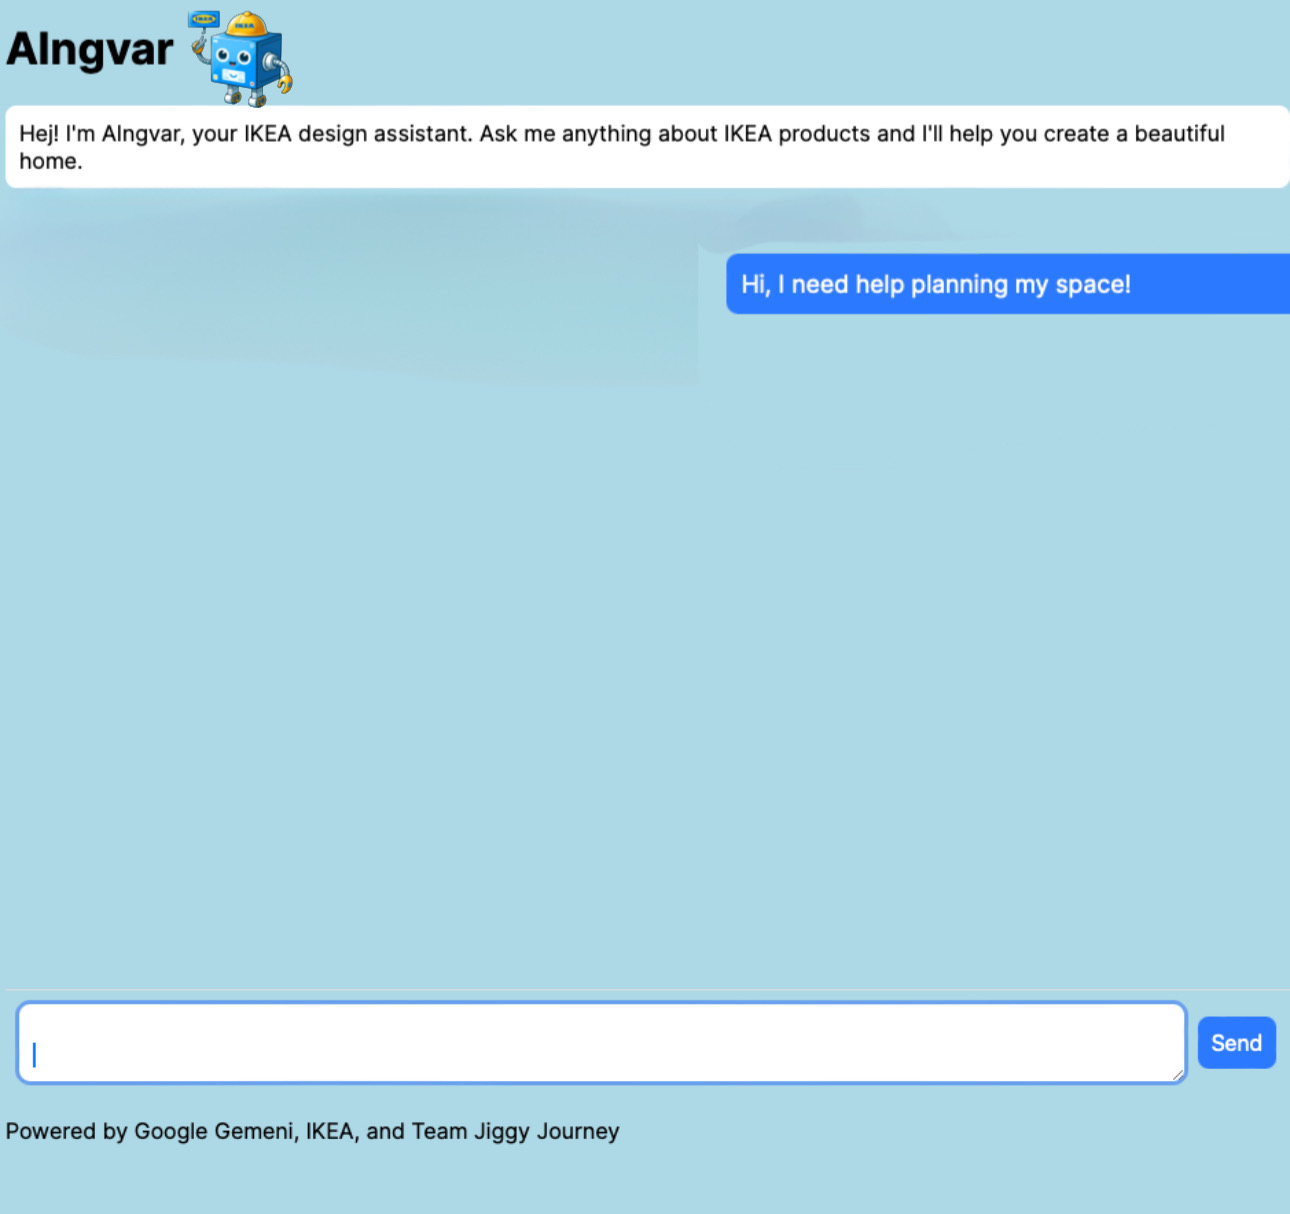 AIngvar
IKEA
IKEA
Hej! I'm AIngvar, your IKEA design assistant. Ask me anything about IKEA products and I'll help you create a beautiful
home.
Hi, I need help planning my space!
Send
Powered by Google Gemeni, IKEA, and Team Jiggy Journey